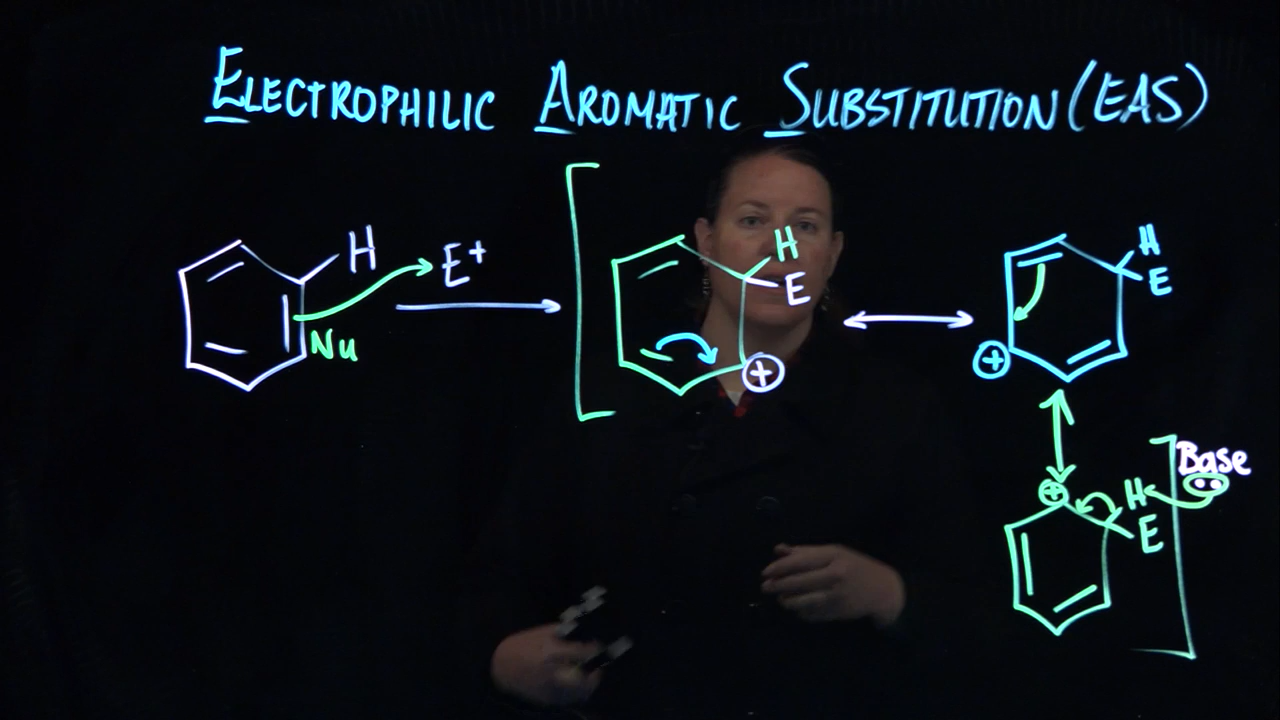 ELECTROPHILIC AROMATIC SUBSTITUTION (EAS)
H
E+
Nu
H
E
+
H
E
+
Base
+
H
E